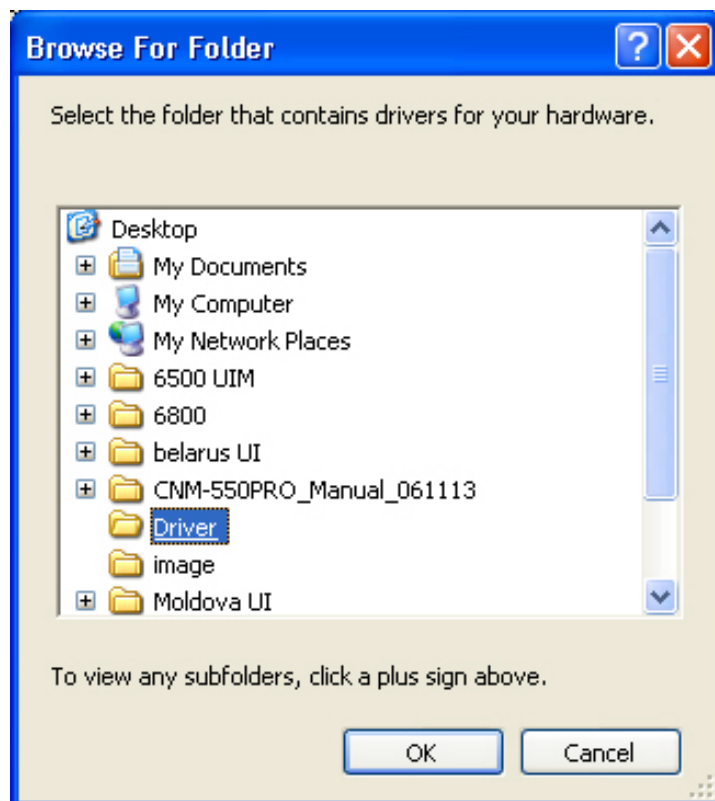 Browse For Folder
Select the folder that contains drivers for your hardware.
Desktop
My Documents
My Computer
My Network Places
6500 UIM
6800
belarus UI
CNM-550PRO_Manual_061113
Driver
image
Moldova UI
To view any subfolders, click a plus sign above.
OK Cancel